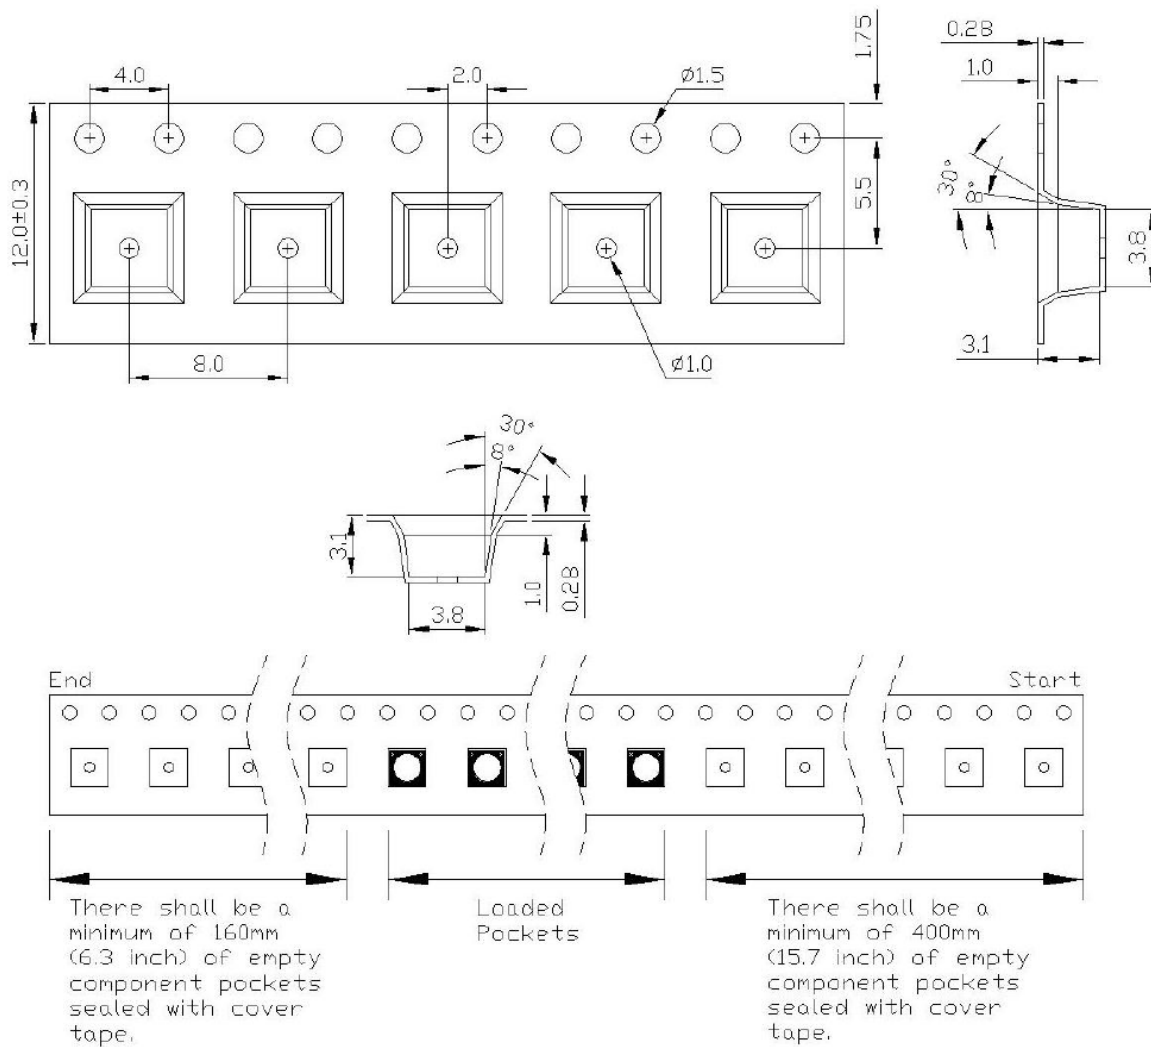 4.0
2.0
Ø1.5
1.75
0.28
1.0
12.0±0.3
5.5
30°
8°
3.8
3.1
8.0
Ø1.0
30°
8°
3.1
3.8
1.0
0.28
End
Start
There shall be a
minimum of 160mm
(6.3 inch) of empty
component pockets
sealed with cover
tape.
Loaded
Pockets
There shall be a
minimum of 400mm
(15.7 inch) of empty
component pockets
sealed with cover
tape.